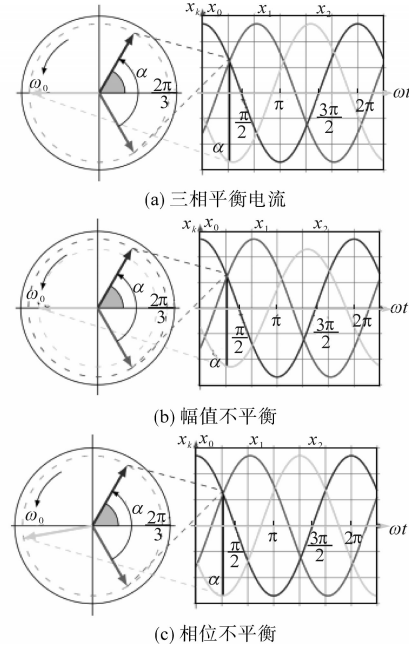 x_k x_0 x_1 x_2
ω_0 α 2π/3
π/2 π 3π/2 2π ωt
α
(a) 三相平衡电流
x_k x_0 x_1 x_2
ω_0 α 2π/3
π/2 π 3π/2 2π ωt
α
(b) 幅值不平衡
x_k x_0 x_1 x_2
ω_0 α 2π/3
π/2 π 3π/2 2π ωt
α
(c) 相位不平衡